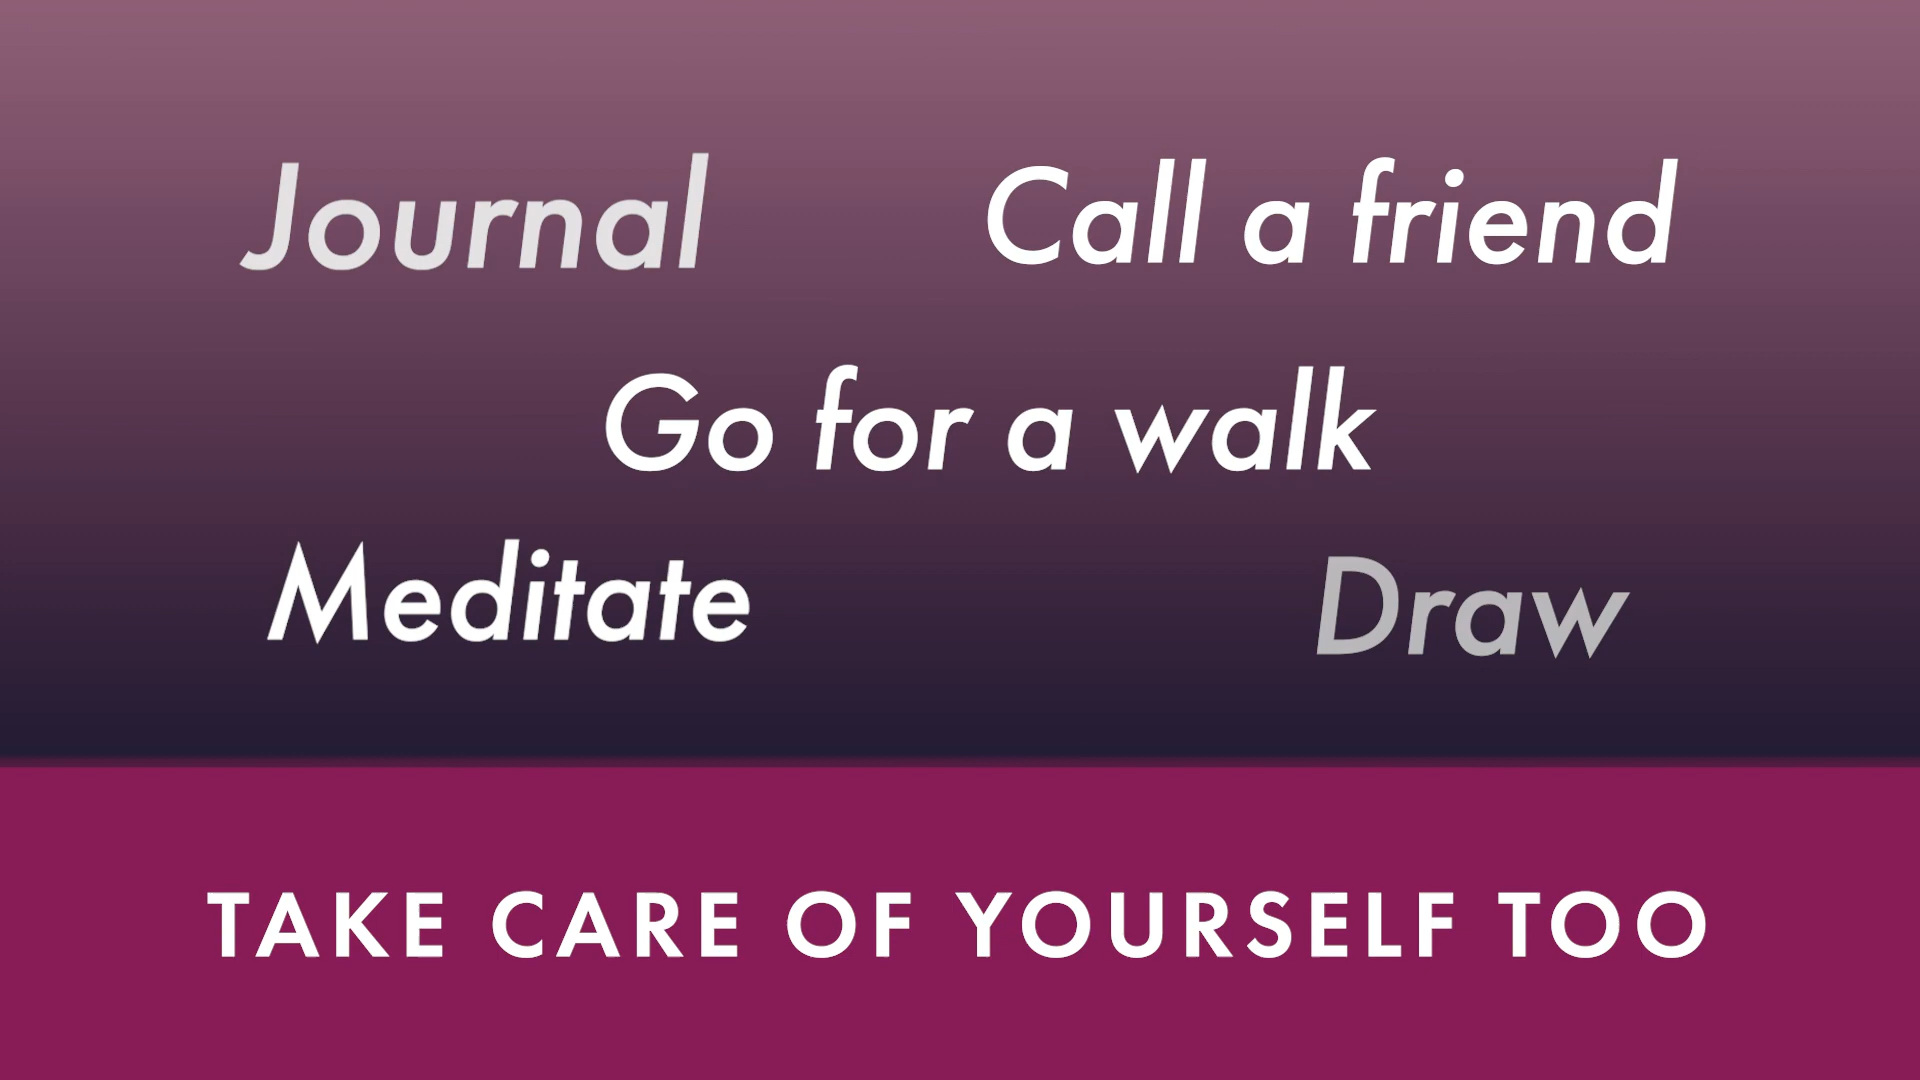 Journal
Call a friend
Go for a walk
Meditate
Draw
TAKE CARE OF YOURSELF TOO